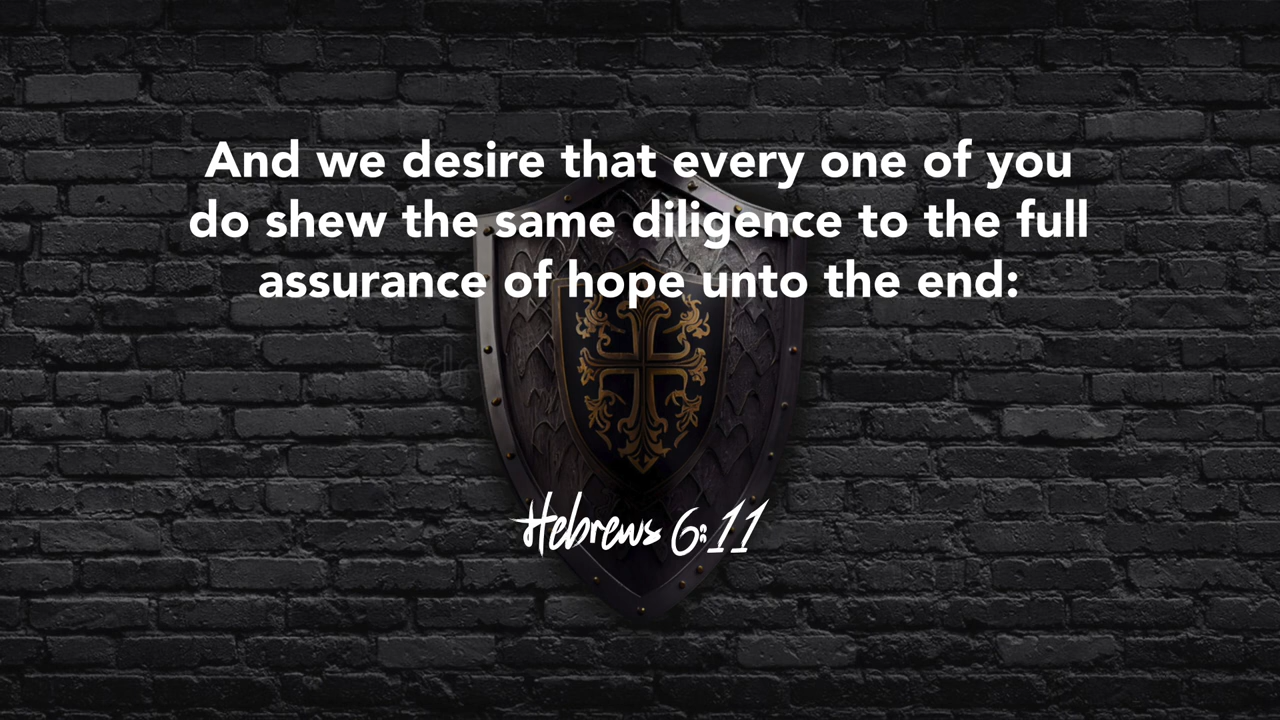 And we desire that every one of you
do shew the same diligence to the full
assurance of hope unto the end:
Hebrews 6:11